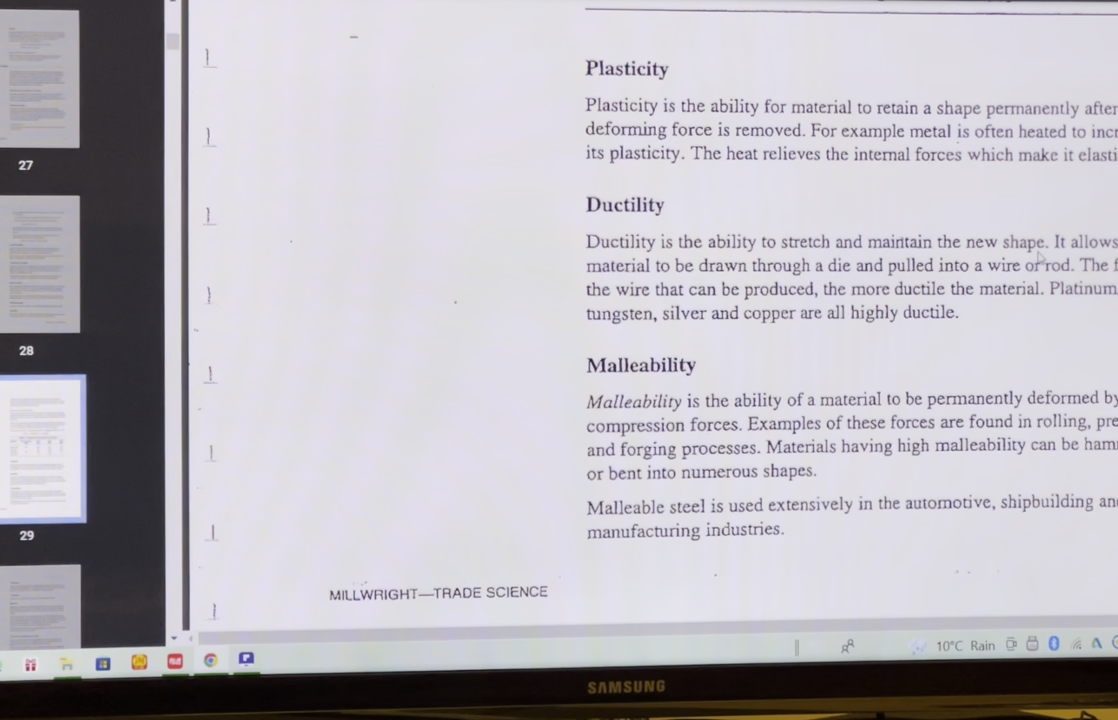 Plasticity
Plasticity is the ability for material to retain a shape permanently after
deforming force is removed. For example metal is often heated to incr
its plasticity. The heat relieves the internal forces which make it elasti
Ductility
Ductility is the ability to stretch and maintain the new shape. It allows
material to be drawn through a die and pulled into a wire or rod. The f
the wire that can be produced, the more ductile the material. Platinum
tungsten, silver and copper are all highly ductile.
Malleability
Malleability is the ability of a material to be permanently deformed by
compression forces. Examples of these forces are found in rolling, pre
and forging processes. Materials having high malleability can be ham
or bent into numerous shapes.
Malleable steel is used extensively in the automotive, shipbuilding an
manufacturing industries.
MILLWRIGHT—TRADE SCIENCE
27
28
29
10°C Rain
SAMSUNG